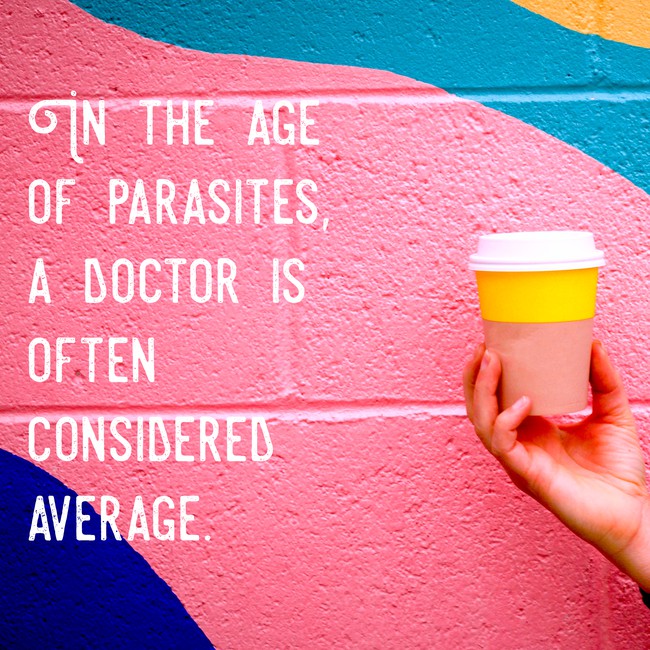 In the age
of parasites,
a doctor is
often
considered
average.